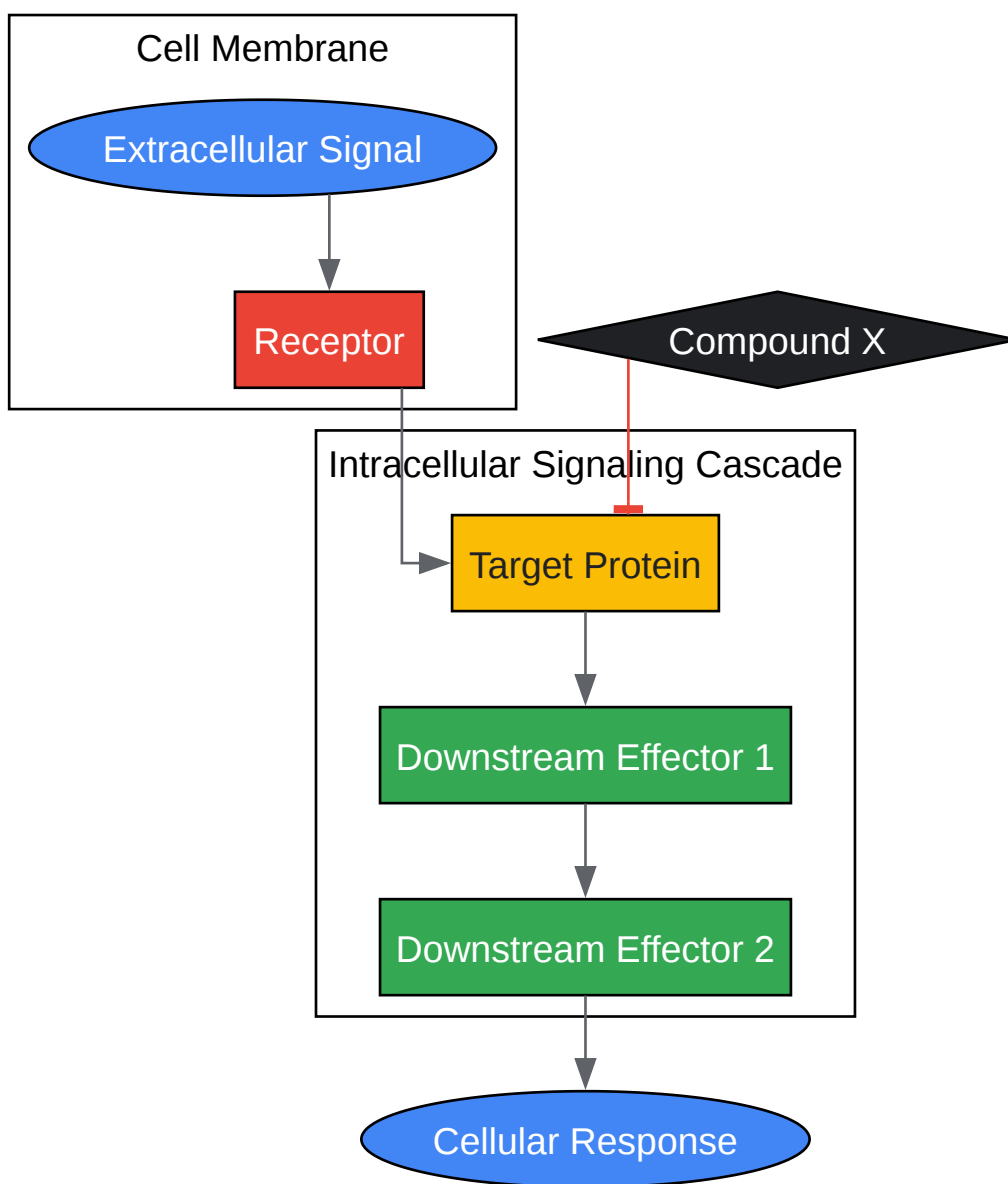 Cell Membrane
Extracellular Signal
Receptor
Compound X
Intracellular Signaling Cascade
Target Protein
Downstream Effector 1
Downstream Effector 2
Cellular Response